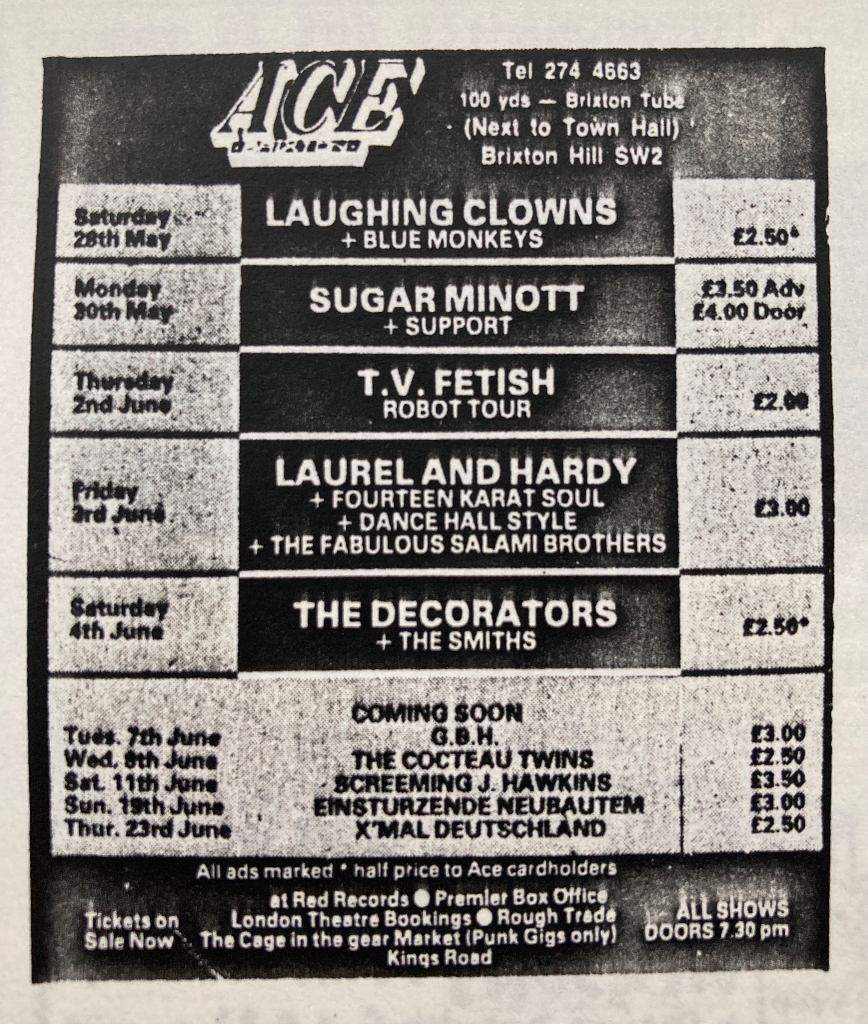 ACE
Tel 274 4663
100 yds — Brixton Tube
(Next to Town Hall)
Brixton Hill SW2
Saturday
28th May
LAUGHING CLOWNS
+ BLUE MONKEYS
£2.50*
Monday
30th May
SUGAR MINOTT
+ SUPPORT
£3.50 Adv
£4.00 Door
Thursday
2nd June
T.V. FETISH
ROBOT TOUR
£2.00
Friday
3rd June
LAUREL AND HARDY
+ FOURTEEN KARAT SOUL
+ DANCE HALL STYLE
+ THE FABULOUS SALAMI BROTHERS
£3.00
Saturday
4th June
THE DECORATORS
+ THE SMITHS
£2.50*
COMING SOON
Tues. 7th June G.B.H. £3.00
Wed. 8th June THE COCTEAU TWINS £2.50
Sat. 11th June SCREEMING J. HAWKINS £3.50
Sun. 19th June EINSTURZENDE NEUBAUTEM £3.00
Thur. 23rd June X'MAL DEUTSCHLAND £2.50
All ads marked * half price to Ace cardholders
Tickets on
Sale Now
at Red Records ● Premier Box Office
London Theatre Bookings ● Rough Trade
The Cage in the gear Market (Punk Gigs only)
Kings Road
ALL SHOWS
DOORS 7.30 pm